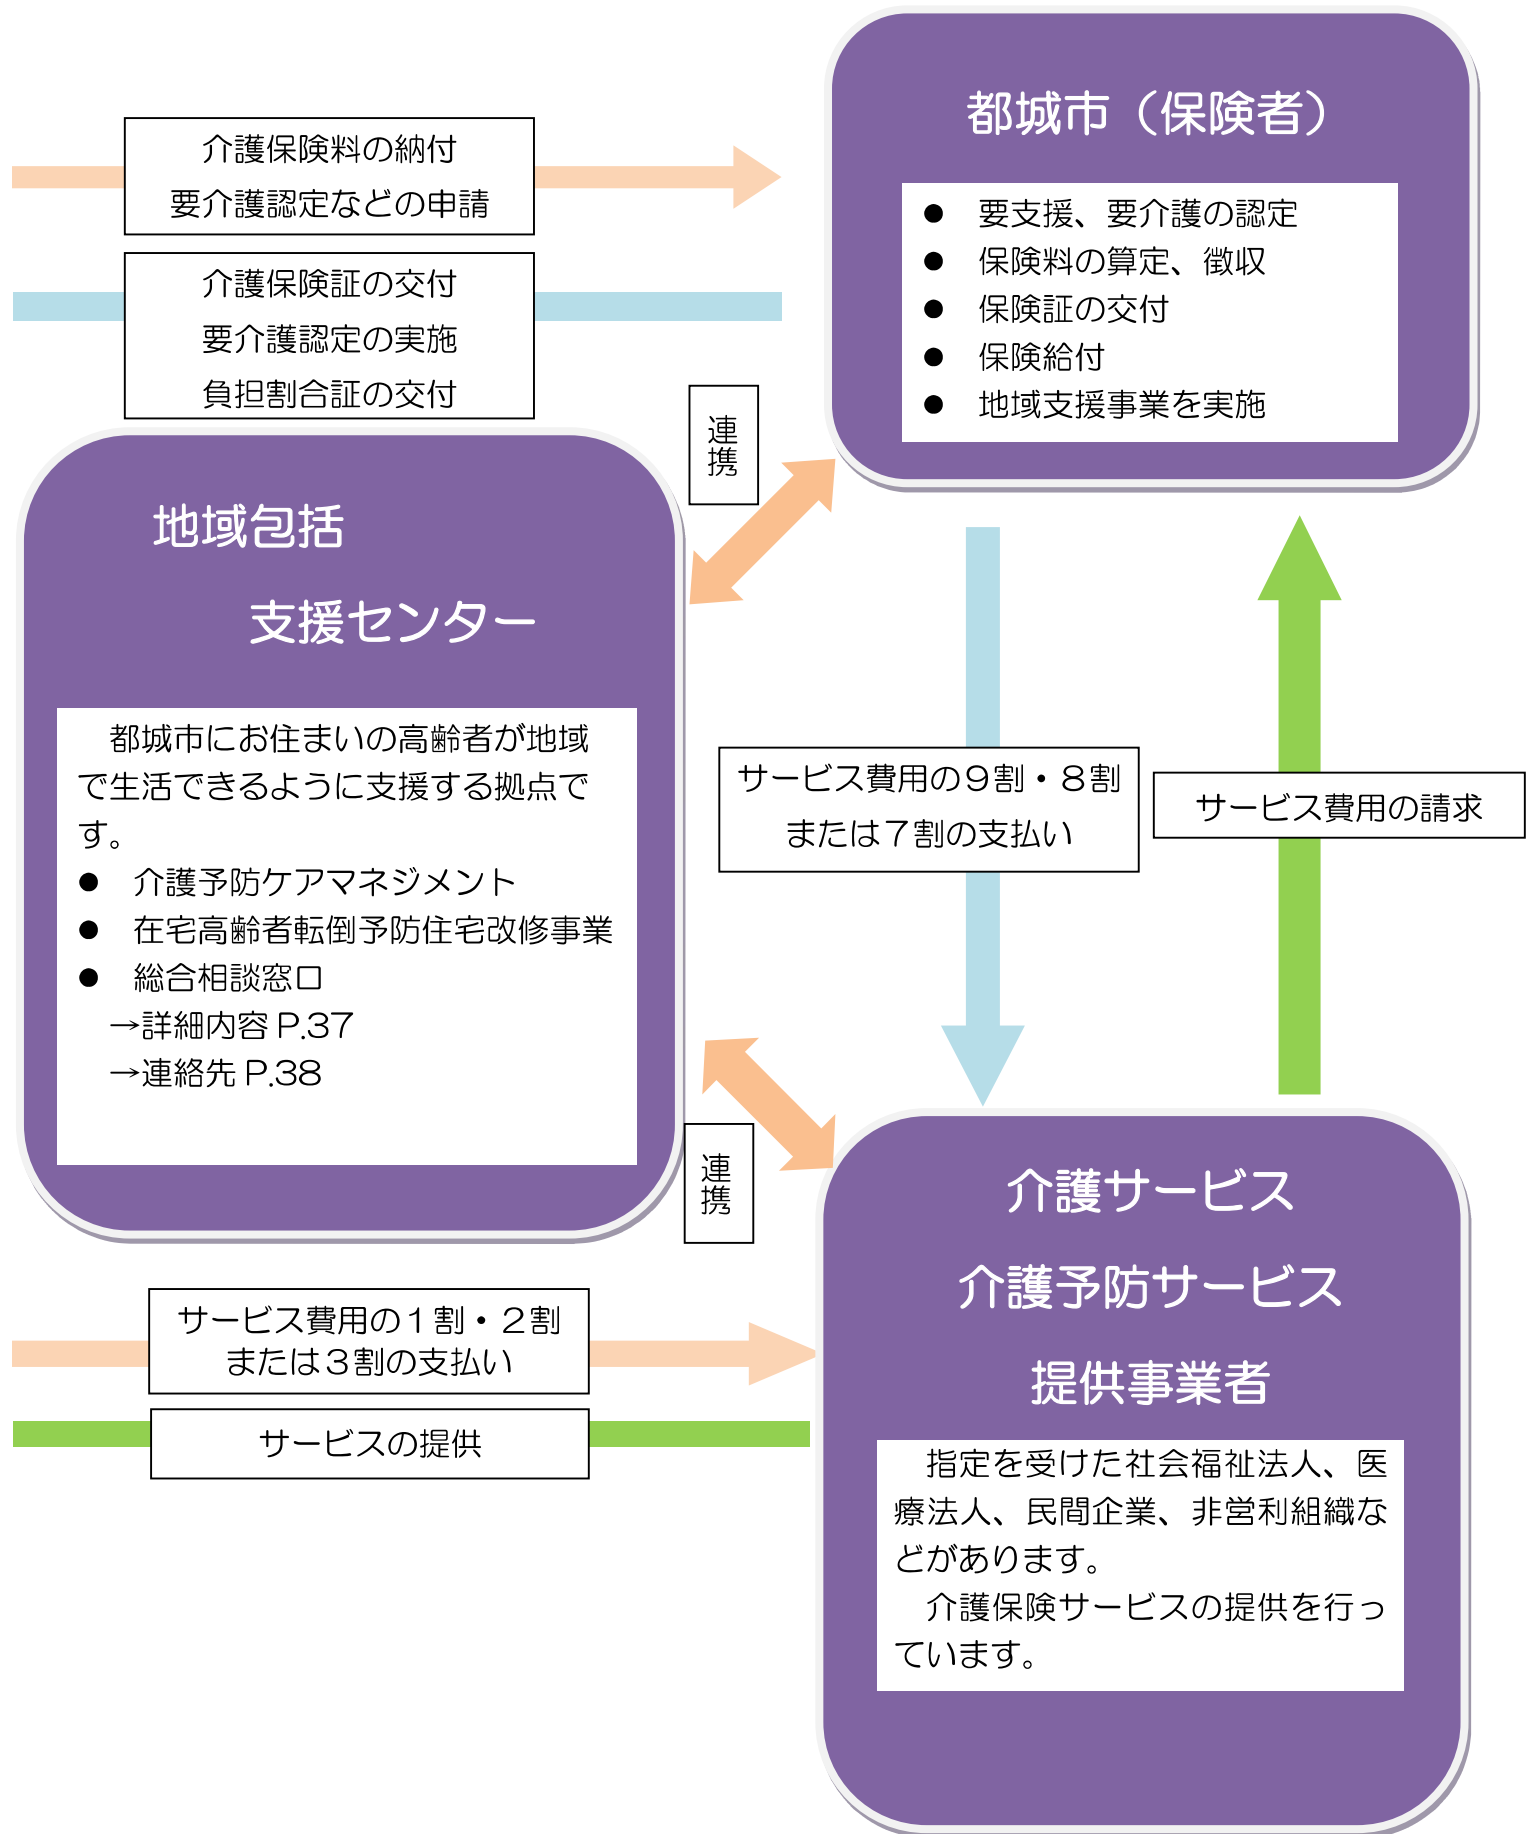 都城市（保険者）
● 要支援、要介護の認定
● 保険料の算定、徴収
● 保険証の交付
● 保険給付
● 地域支援事業を実施
介護保険料の納付
要介護認定などの申請
介護保険証の交付
要介護認定の実施
負担割合証の交付
連携
地域包括
支援センター
都城市にお住まいの高齢者が地域
で生活できるように支援する拠点で
す。
● 介護予防ケアマネジメント
● 在宅高齢者転倒予防住宅改修事業
● 総合相談窓口
→詳細内容 P.37
→連絡先 P.38
サービス費用の９割・８割
または７割の支払い
サービス費用の請求
連携
サービス費用の１割・２割
または３割の支払い
サービスの提供
介護サービス
介護予防サービス
提供事業者
指定を受けた社会福祉法人、医
療法人、民間企業、非営利組織な
どがあります。
介護保険サービスの提供を行っ
ています。